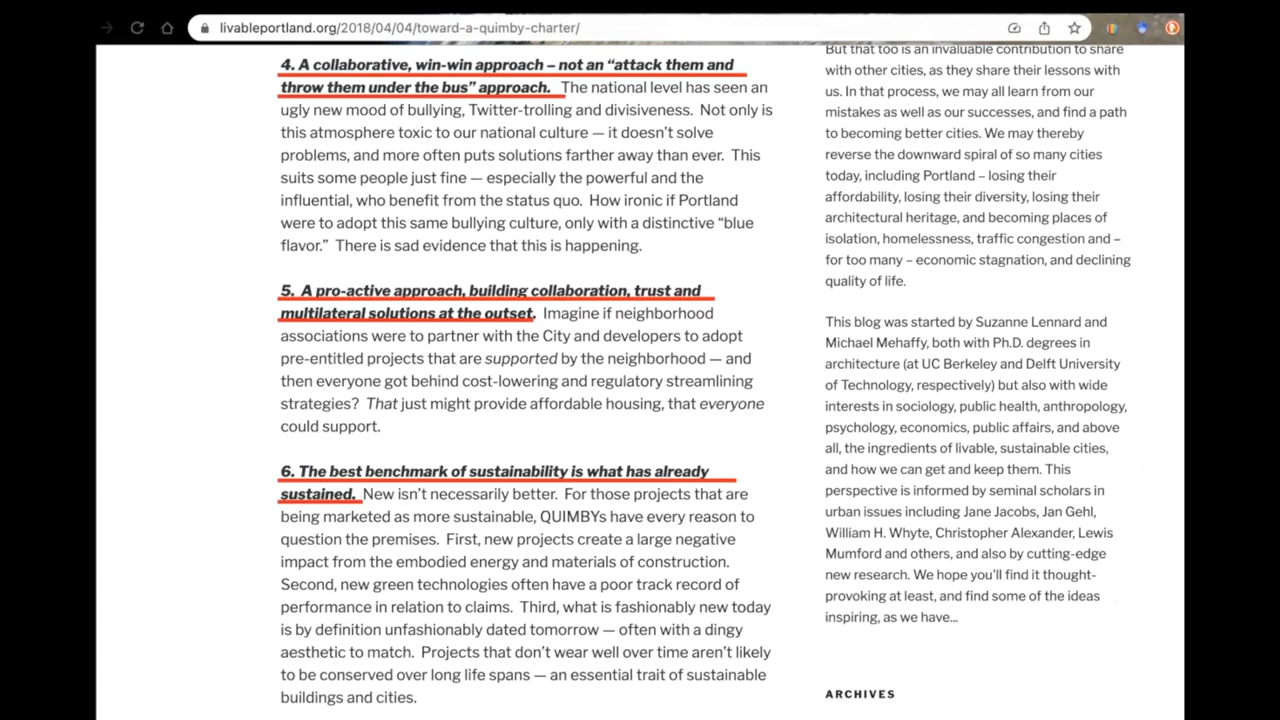 livableportland.org/2018/04/04/toward-a-quimby-charter/
4. A collaborative, win-win approach – not an “attack them and
throw them under the bus” approach. The national level has seen an
ugly new mood of bullying, Twitter-trolling and divisiveness. Not only is
this atmosphere toxic to our national culture — it doesn’t solve
problems, and more often puts solutions farther away than ever. This
suits some people just fine — especially the powerful and the
influential, who benefit from the status quo. How ironic if Portland
were to adopt this same bullying culture, only with a distinctive “blue
flavor.” There is sad evidence that this is happening.
5. A pro-active approach, building collaboration, trust and
multilateral solutions at the outset. Imagine if neighborhood
associations were to partner with the City and developers to adopt
pre-entitled projects that are supported by the neighborhood — and
then everyone got behind cost-lowering and regulatory streamlining
strategies? That just might provide affordable housing, that everyone
could support.
6. The best benchmark of sustainability is what has already
sustained. New isn’t necessarily better. For those projects that are
being marketed as more sustainable, QUIMBYs have every reason to
question the premises. First, new projects create a large negative
impact from the embodied energy and materials of construction.
Second, new green technologies often have a poor track record of
performance in relation to claims. Third, what is fashionably new today
is by definition unfashionably dated tomorrow — often with a dingy
aesthetic to match. Projects that don’t wear well over time aren’t likely
to be conserved over long life spans — an essential trait of sustainable
buildings and cities.
But that too is an invaluable contribution to share
with other cities, as they share their lessons with
us. In that process, we may all learn from our
mistakes as well as our successes, and find a path
to becoming better cities. We may thereby
reverse the downward spiral of so many cities
today, including Portland – losing their
affordability, losing their diversity, losing their
architectural heritage, and becoming places of
isolation, homelessness, traffic congestion and –
for too many – economic stagnation, and declining
quality of life.
This blog was started by Suzanne Lennard and
Michael Mehaffy, both with Ph.D. degrees in
architecture (at UC Berkeley and Delft University
of Technology, respectively) but also with wide
interests in sociology, public health, anthropology,
psychology, economics, public affairs, and above
all, the ingredients of livable, sustainable cities,
and how we can get and keep them. This
perspective is informed by seminal scholars in
urban issues including Jane Jacobs, Jan Gehl,
William H. Whyte, Christopher Alexander, Lewis
Mumford and others, and also by cutting-edge
new research. We hope you’ll find it thought-
provoking at least, and find some of the ideas
inspiring, as we have…
ARCHIVES